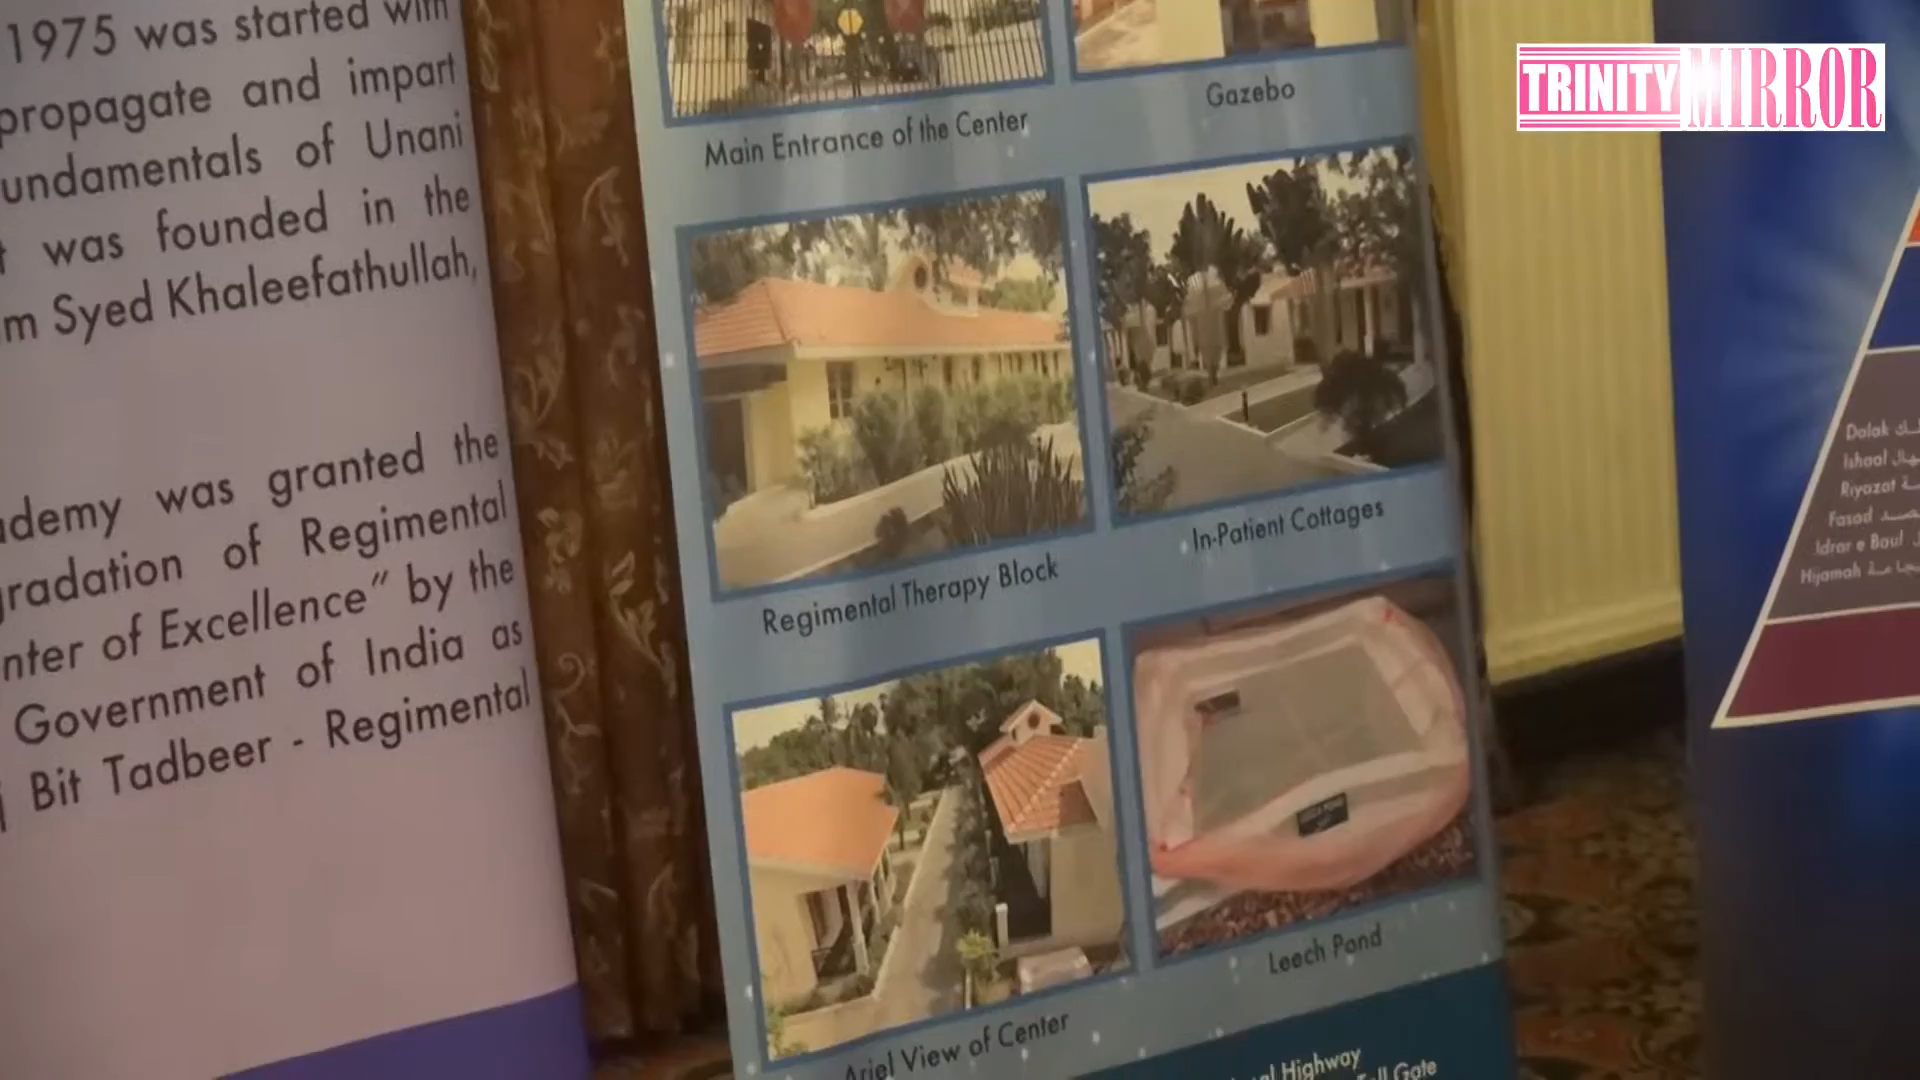 1975 was started with
propagate and impart
undamentals of Unani
was founded in the
m Syed Khaleefathullah,
demy was granted the
gradation of Regimental
nter of Excellence" by the
Government of India as
Bit Tadbeer - Regimental
Main Entrance of the Center
Gazebo
Regimental Therapy Block
In-Patient Cottages
Ariel View of Center
Leech Pond
Highway
Toll Gate
TRINITY MIRROR
Dalak
Ishaal
Riyazat
Fasad
Idrar e Baul
Hijamah